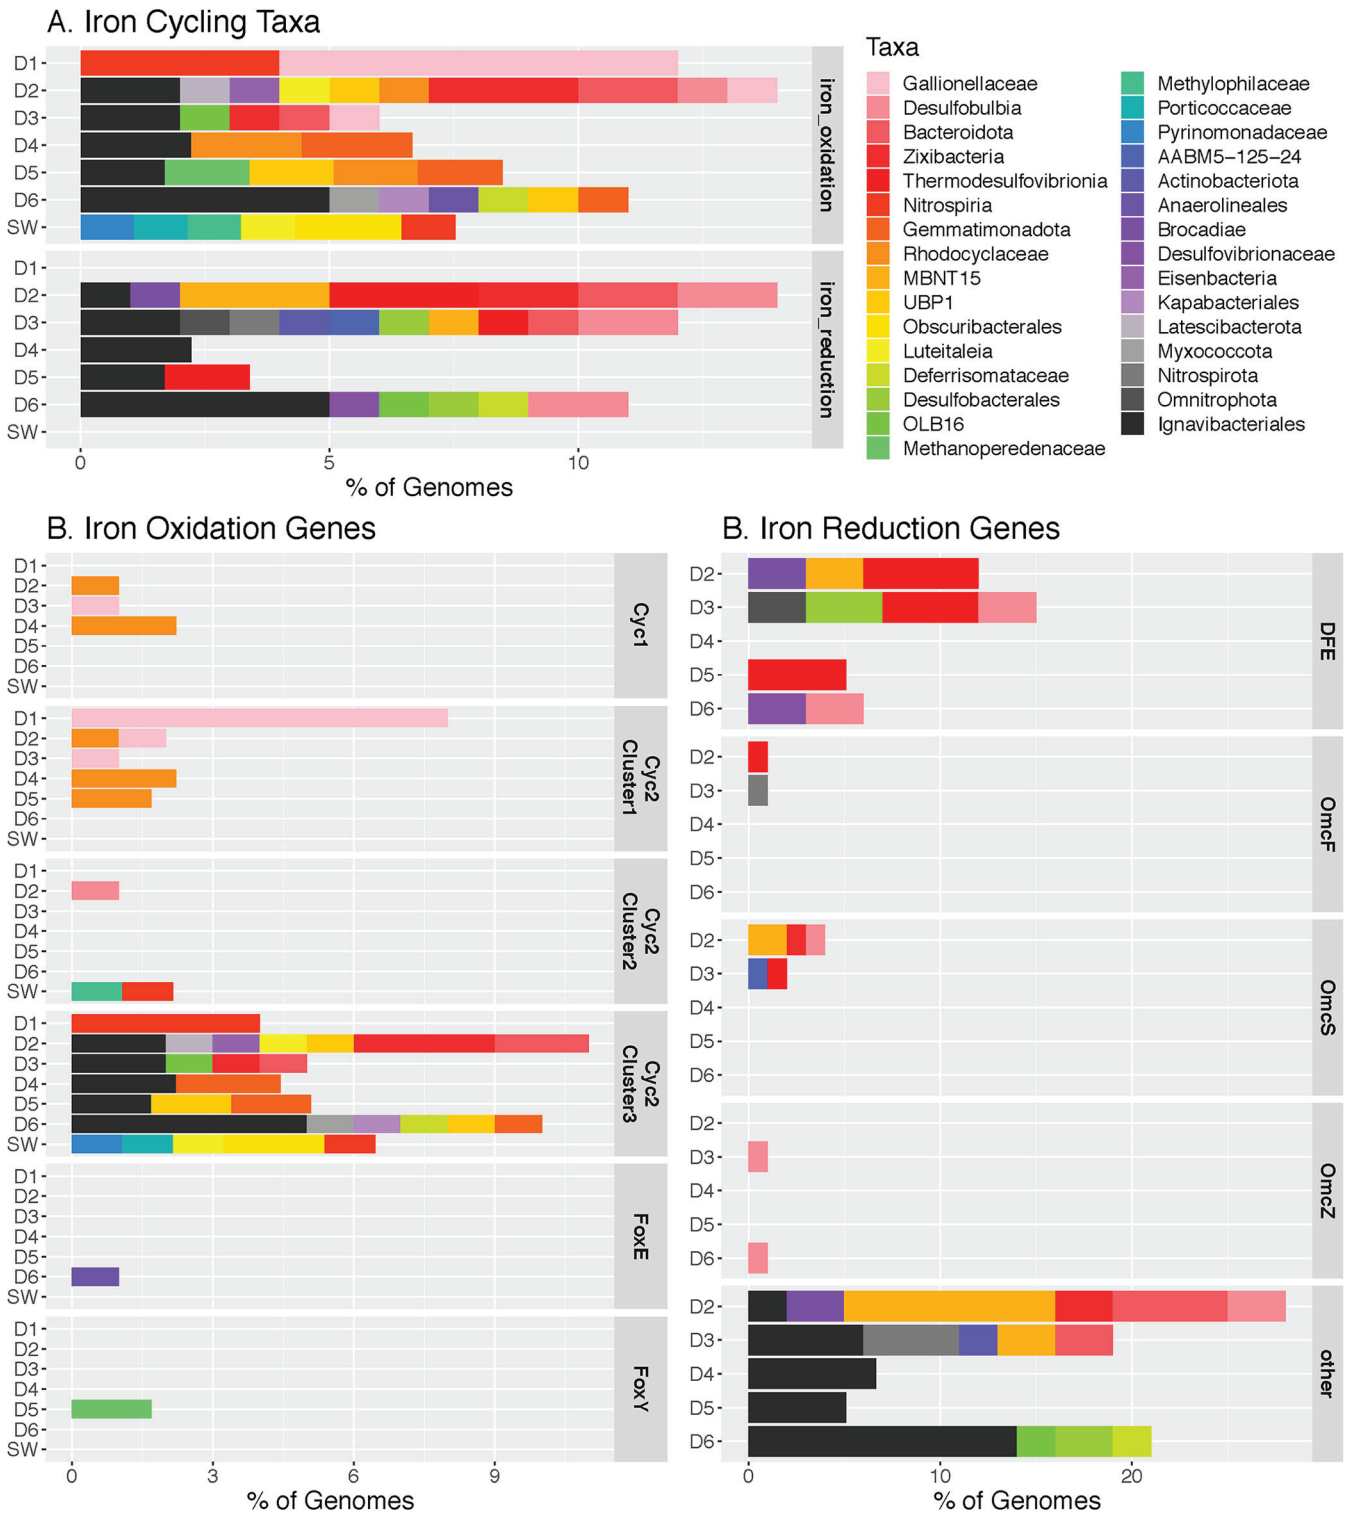 A. Iron Cycling Taxa
D1
D2
D3
D4
D5
D6
SW
iron_oxidation
D1
D2
D3
D4
D5
D6
SW
iron_reduction
0 5 10
% of Genomes
Taxa
Gallionellaceae
Desulfobulbia
Bacteroidota
Zixibacteria
Thermodesulfovibrionia
Nitrospiria
Gemmatimonadota
Rhodocyclaceae
MBNT15
UBP1
Obscuribacterales
Luteitaleia
Deferrisomataceae
Desulfobacterales
OLB16
Methanoperedenaceae
Methylophilaceae
Porticoccaceae
Pyrinomonadaceae
AABM5-125-24
Actinobacteriota
Anaerolineales
Brocadiae
Desulfovibrionaceae
Eisenbacteria
Kapabacteriales
Latescibacterota
Myxococcota
Nitrospirota
Omnitrophota
Ignavibacteriales
B. Iron Oxidation Genes
D1
D2
D3
D4
D5
D6
SW
Cyc1
D1
D2
D3
D4
D5
D6
SW
Cyc2
Cluster1
D1
D2
D3
D4
D5
D6
SW
Cyc2
Cluster2
D1
D2
D3
D4
D5
D6
SW
Cyc2
Cluster3
D1
D2
D3
D4
D5
D6
SW
FoxE
D1
D2
D3
D4
D5
D6
SW
FoxY
0 3 6 9
% of Genomes
B. Iron Reduction Genes
D2
D3
D4
D5
D6
DFE
D2
D3
D4
D5
D6
OmcF
D2
D3
D4
D5
D6
OmcS
D2
D3
D4
D5
D6
OmcZ
D2
D3
D4
D5
D6
other
0 10 20
% of Genomes